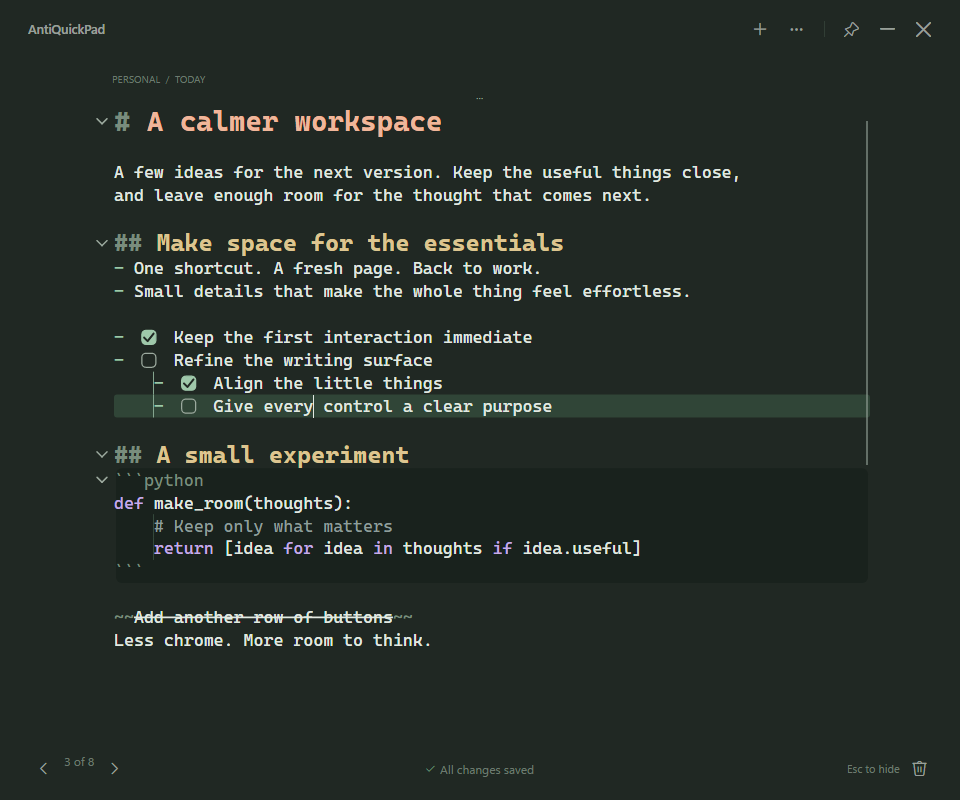 AntiQuickPad
PERSONAL / TODAY
...
# A calmer workspace
A few ideas for the next version. Keep the useful things close,
and leave enough room for the thought that comes next.
## Make space for the essentials
- One shortcut. A fresh page. Back to work.
- Small details that make the whole thing feel effortless.
- Keep the first interaction immediate
- Refine the writing surface
- Align the little things
- Give every control a clear purpose
## A small experiment
```python
def make_room(thoughts):
# Keep only what matters
return [idea for idea in thoughts if idea.useful]
```
~~Add another row of buttons~~
Less chrome. More room to think.
3 of 8
All changes saved
Esc to hide